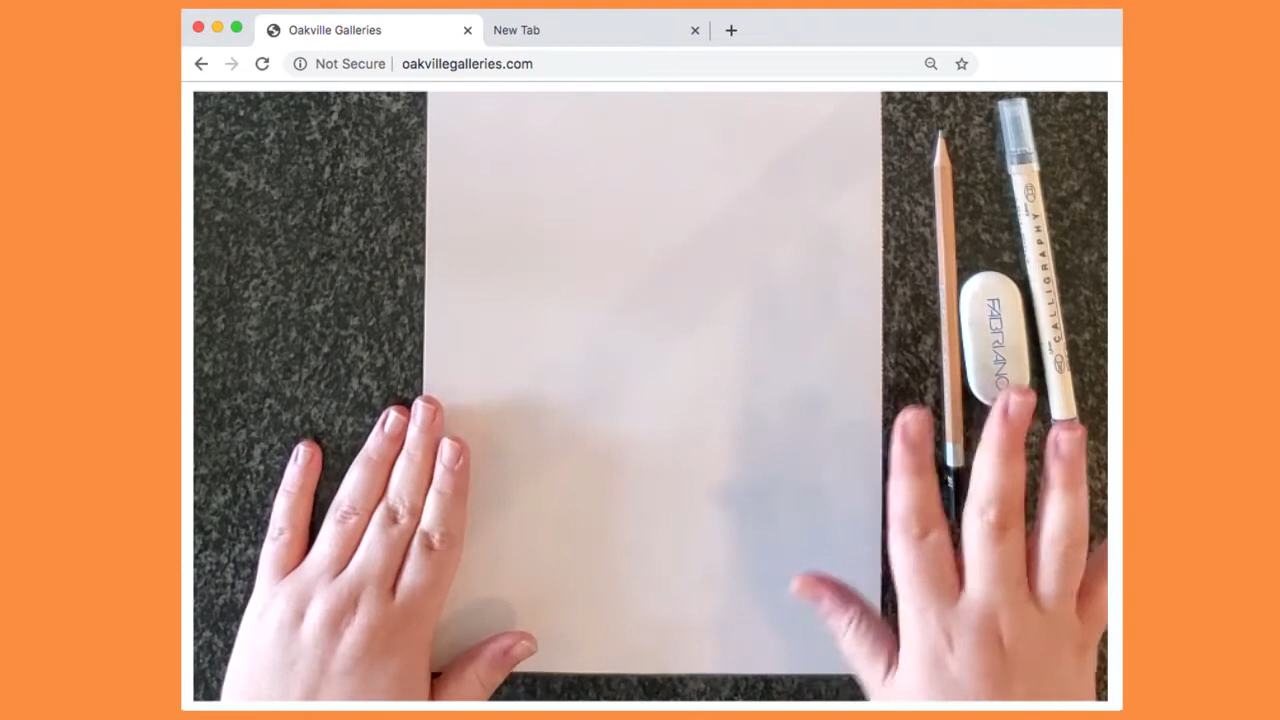 Oakville Galleries
New Tab
Not Secure
oakvillegalleries.com
CALLIGRAPHY
FABRIANO